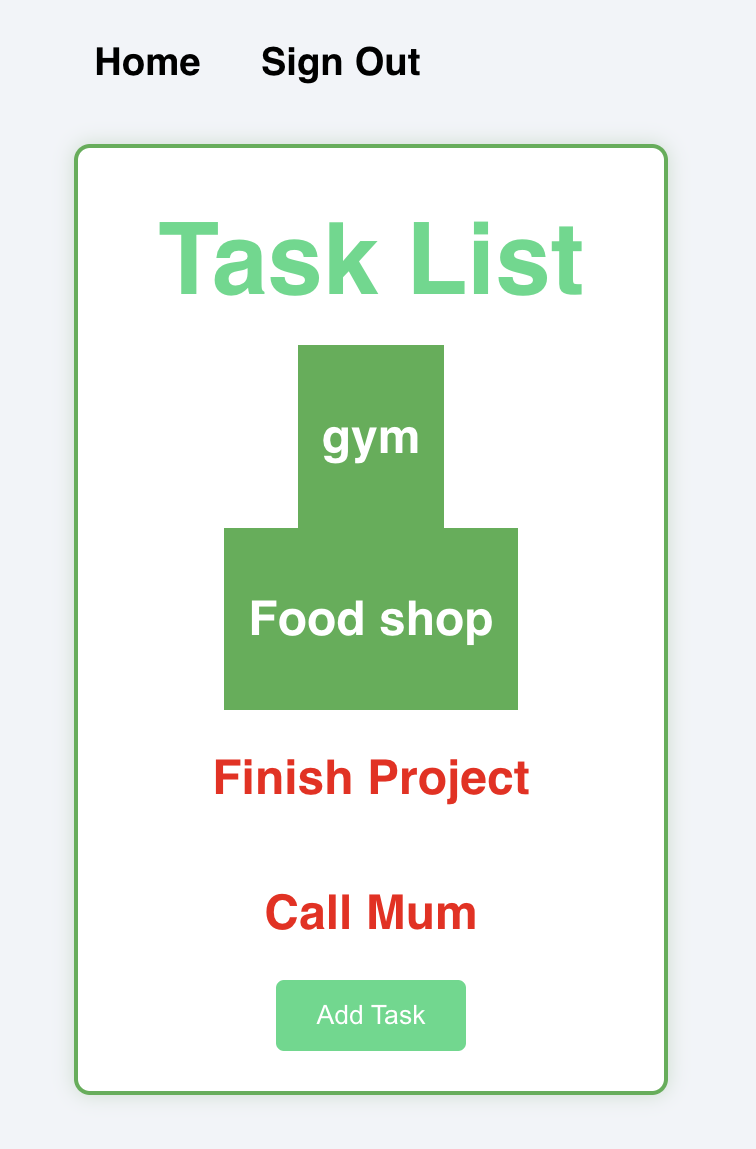 Home Sign Out
Task List
gym
Food shop
Finish Project
Call Mum
Add Task